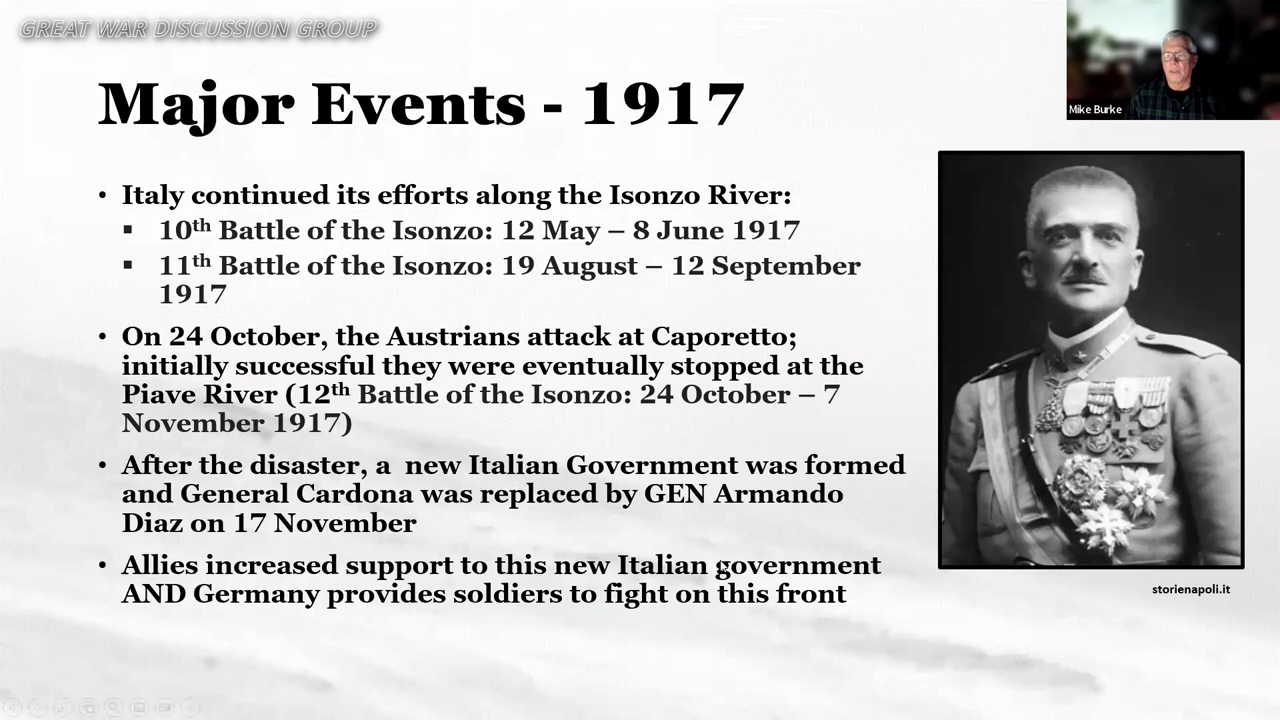 GREAT WAR DISCUSSION GROUP
Mike Burke
Major Events - 1917
• Italy continued its efforts along the Isonzo River:
▪ 10th Battle of the Isonzo: 12 May – 8 June 1917
▪ 11th Battle of the Isonzo: 19 August – 12 September
1917
• On 24 October, the Austrians attack at Caporetto;
initially successful they were eventually stopped at the
Piave River (12th Battle of the Isonzo: 24 October – 7
November 1917)
• After the disaster, a  new Italian Government was formed
and General Cardona was replaced by GEN Armando
Diaz on 17 November
• Allies increased support to this new Italian government
AND Germany provides soldiers to fight on this front
storienapoli.it